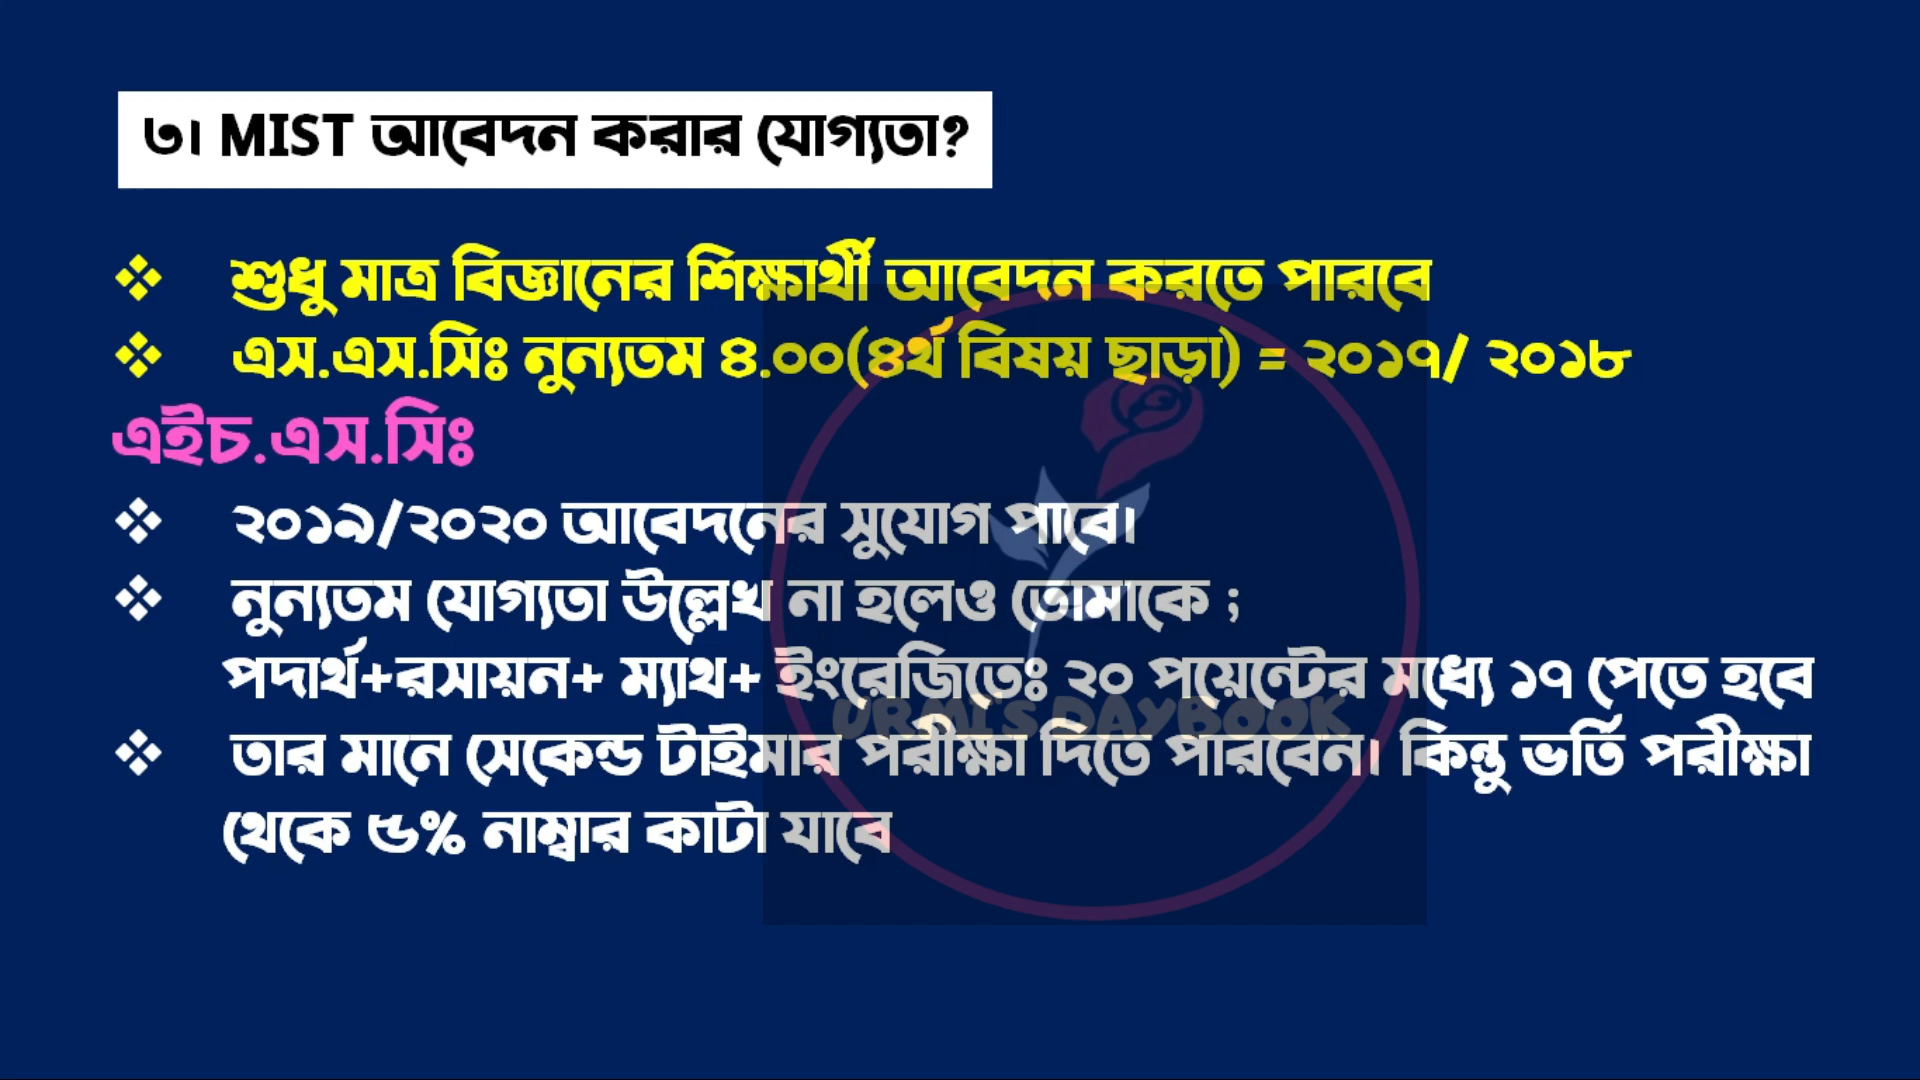 ৩। MIST আবেদন করার যোগ্যতা?
❖ শুধু মাত্র বিজ্ঞানের শিক্ষার্থী আবেদন করতে পারবে
❖ এস.এস.সিঃ নুন্যতম ৪.০০(৪র্থ বিষয় ছাড়া) = ২০১৭/ ২০১৮
এইচ.এস.সিঃ
❖ ২০১৯/২০২০ আবেদনের সুযোগ পাবে।
❖ নুন্যতম যোগ্যতা উল্লেখ না হলেও তোমাকে ;
পদার্থ+রসায়ন+ ম্যাথ+ ইংরেজিতেঃ ২০ পয়েন্টের মধ্যে ১৭ পেতে হবে
URMI'S DAYBOOK
❖ তার মানে সেকেন্ড টাইমার পরীক্ষা দিতে পারবেন। কিন্তু ভর্তি পরীক্ষা
থেকে ৫% নাম্বার কাটা যাবে